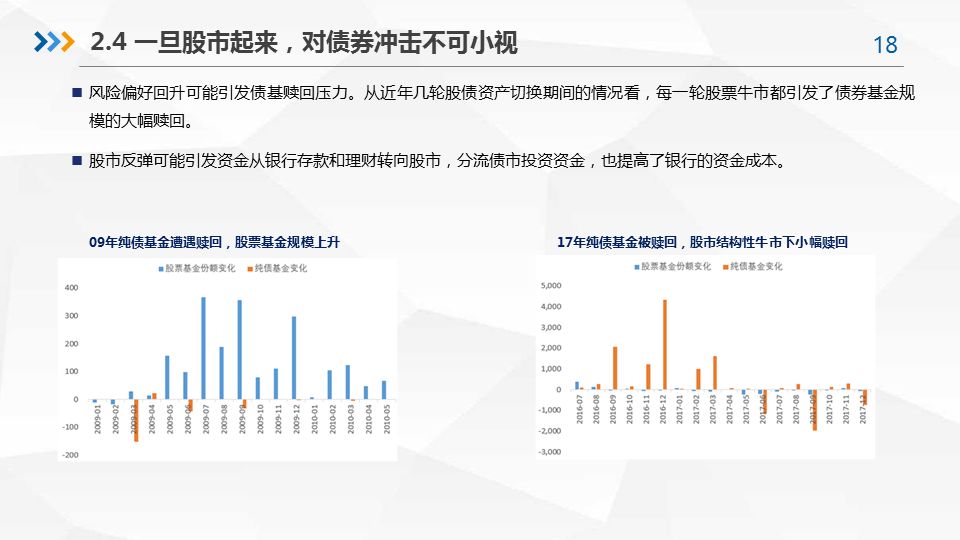 2.4 一旦股市起来，对债券冲击不可小视
18
风险偏好回升可能引发债基赎回压力。从近年几轮股债资产切换期间的情况看，每一轮股票牛市都引发了债券基金规
模的大幅赎回。
股市反弹可能引发资金从银行存款和理财转向股市，分流债市投资资金，也提高了银行的资金成本。
09年纯债基金遭遇赎回，股票基金规模上升
股票基金份额变化 纯债基金变化
400
300
200
100
0
-100
-200
2009-01 2009-02 2009-03 2009-04 2009-05 2009-06 2009-07 2009-08 2009-09 2009-10 2009-11 2009-12 2010-01 2010-02 2010-03 2010-04 2010-05
17年纯债基金被赎回，股市结构性牛市下小幅赎回
股票基金份额变化 纯债基金变化
5,000
4,000
3,000
2,000
1,000
0
-1,000
-2,000
-3,000
2016-07 2016-08 2016-09 2016-10 2016-11 2016-12 2017-01 2017-02 2017-03 2017-04 2017-05 2017-06 2017-07 2017-08 2017-09 2017-10 2017-11 2017-12